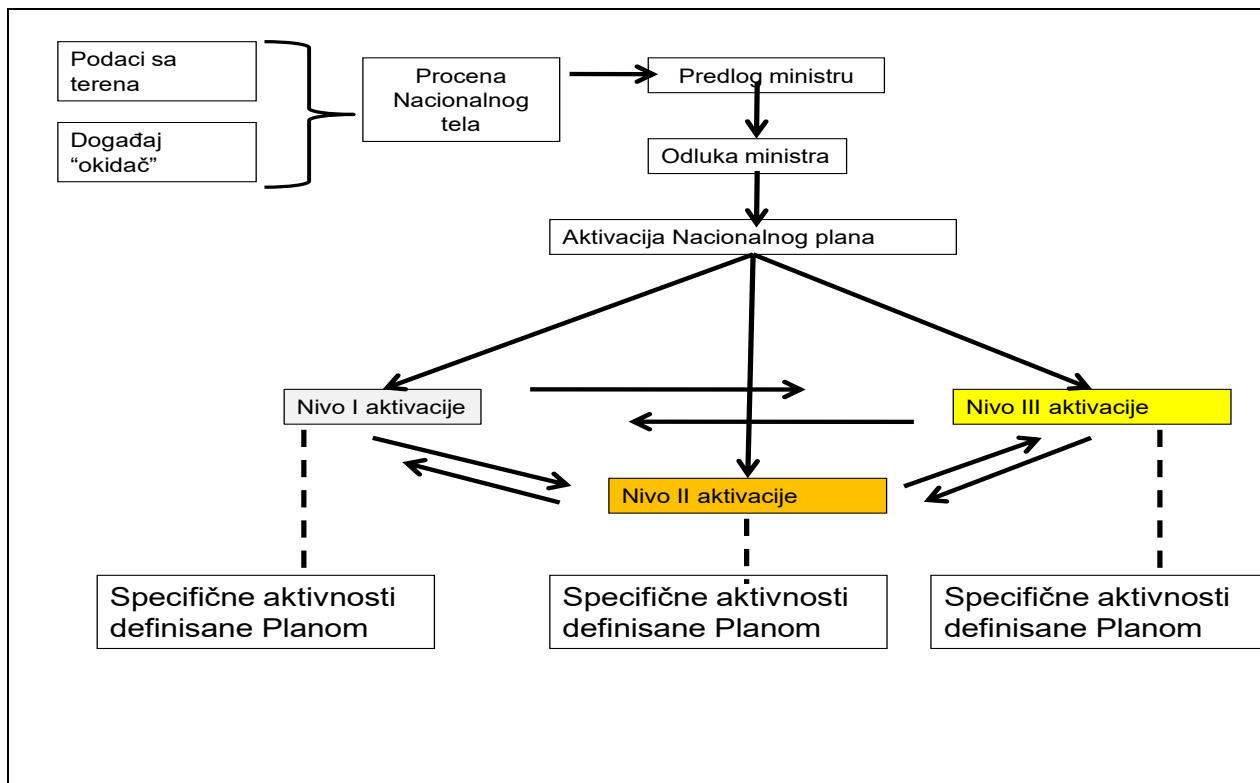 Podaci sa
terena
Događaj
“okidač”
Procena
Nacionalnog
tela
Predlog ministru
Odluka ministra
Aktivacija Nacionalnog plana
Nivo I aktivacije
Nivo III aktivacije
Nivo II aktivacije
Specifične aktivnosti
definisane Planom
Specifične aktivnosti
definisane Planom
Specifične aktivnosti
definisane Planom